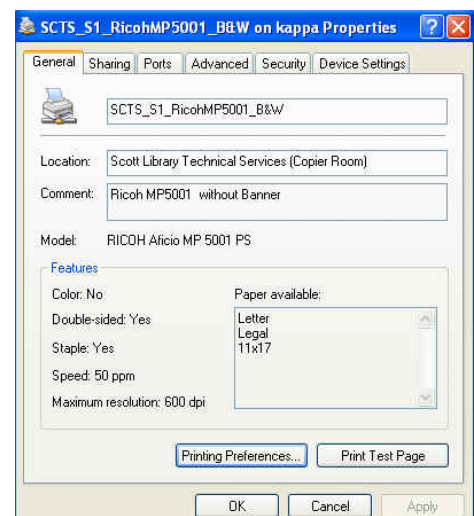 SCTS_S1_RicohMP5001_B&W on kappa Properties
General Sharing Ports Advanced Security Device Settings
SCTS_S1_RicohMP5001_B&W
Location: Scott Library Technical Services (Copier Room)
Comment: Ricoh MP5001 without Banner
Model: RICOH Aficio MP 5001 PS
Features
Color: No Paper available:
Double-sided: Yes Letter
Legal
Staple: Yes 11x17
Speed: 50 ppm
Maximum resolution: 600 dpi
Printing Preferences... Print Test Page
OK Cancel Apply